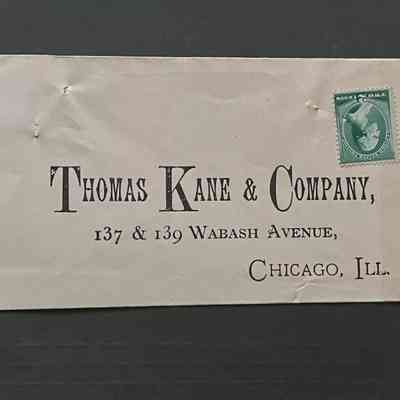 THOMAS KANE & COMPANY,
137 & 139 WABASH AVENUE,
CHICAGO, ILL.